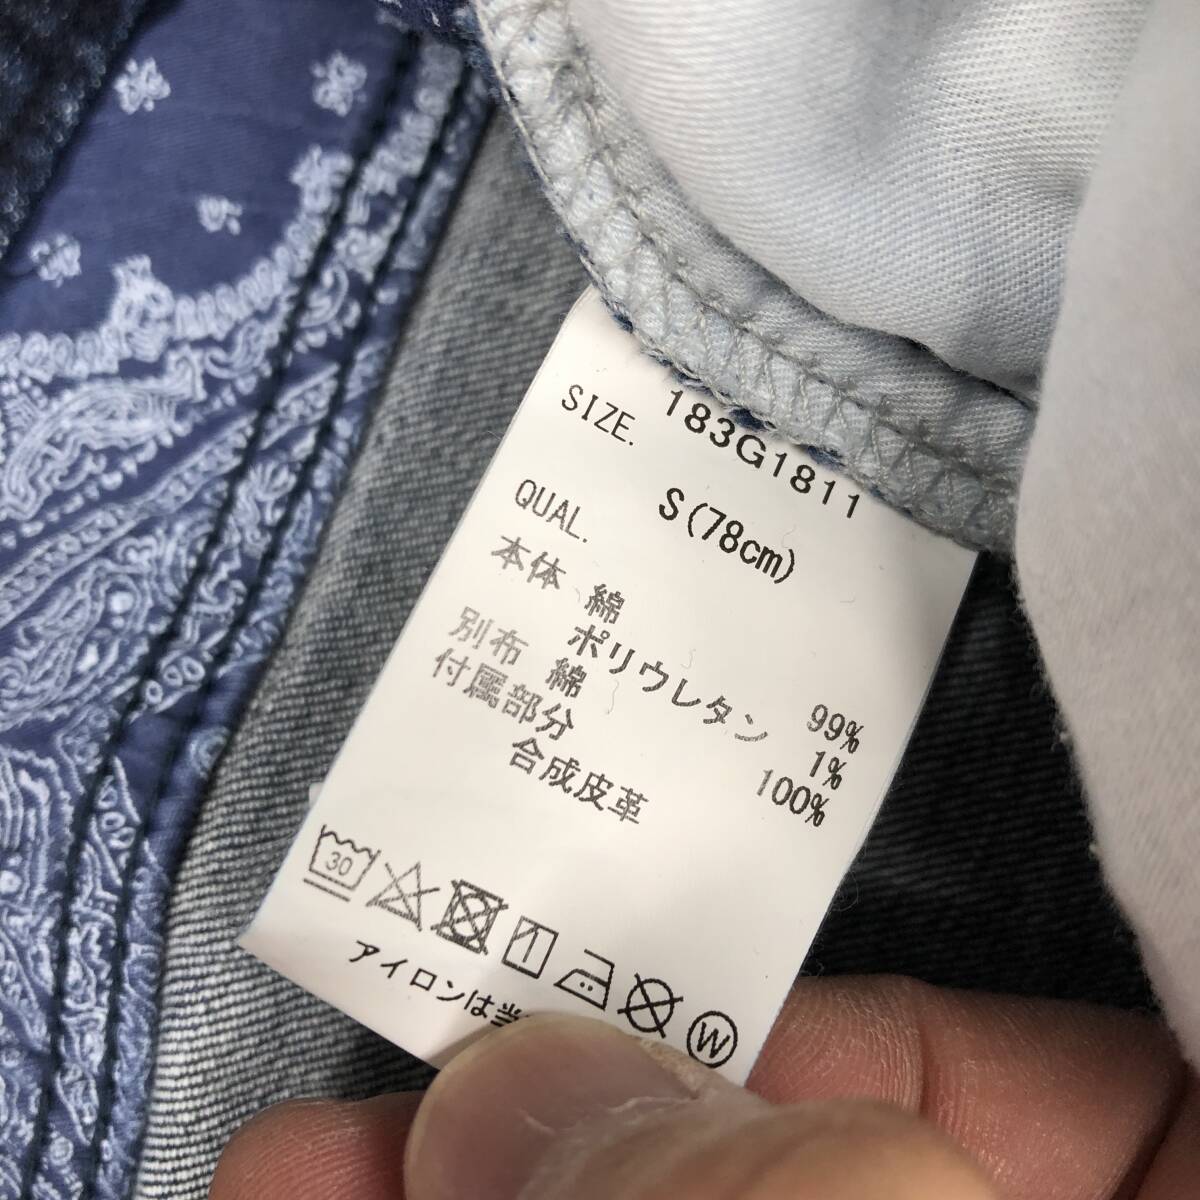 183G1811
SIZE.
S(78cm)
QUAL.
本体 綿 99%
ポリウレタン 1%
別布 綿 100%
付属部分
合成皮革
30
W
アイロンは当